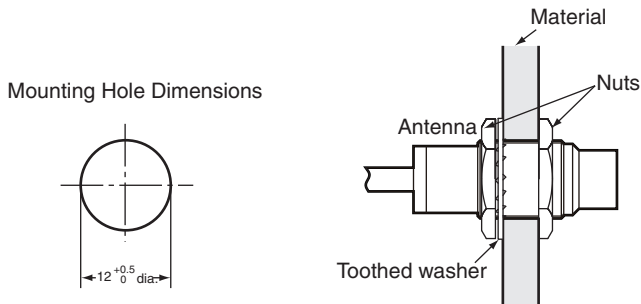 Material
Mounting Hole Dimensions
Nuts
Antenna
12 +0.5 0 dia.
Toothed washer